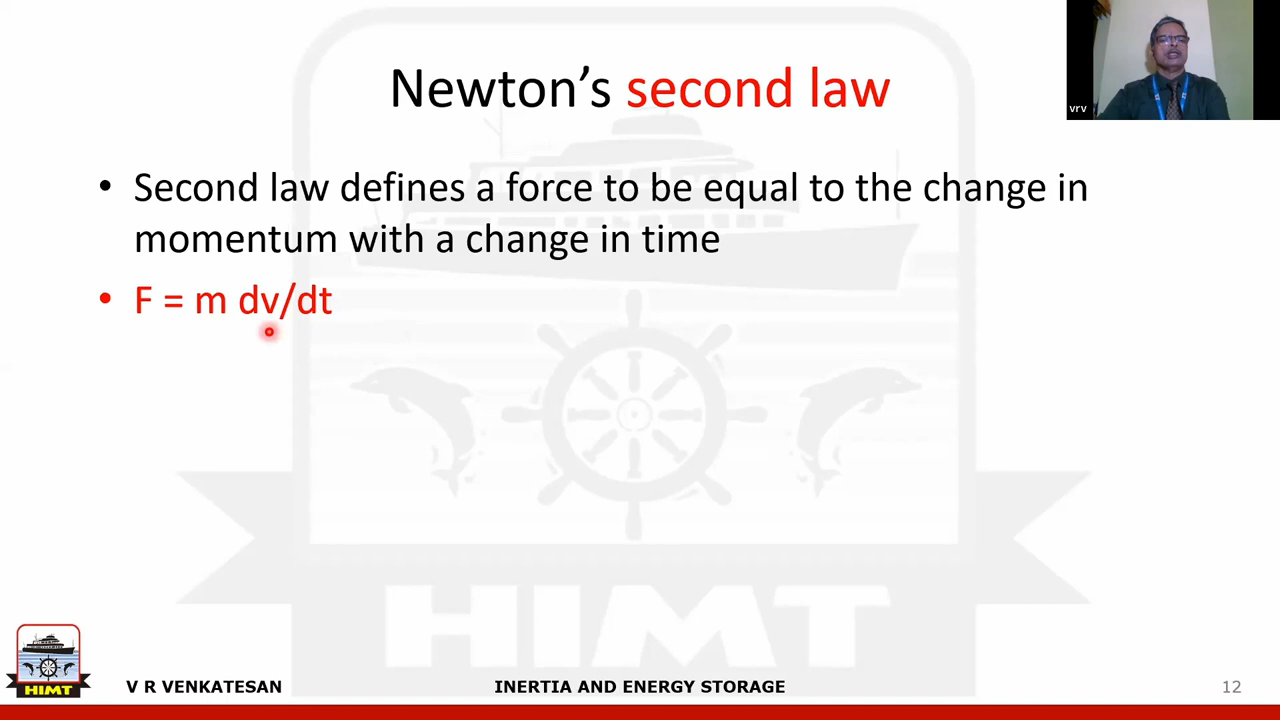 Newton’s second law
vrv
• Second law defines a force to be equal to the change in
momentum with a change in time
• F = m dv/dt
HIMT
HIMT
V R VENKATESAN
INERTIA AND ENERGY STORAGE
12